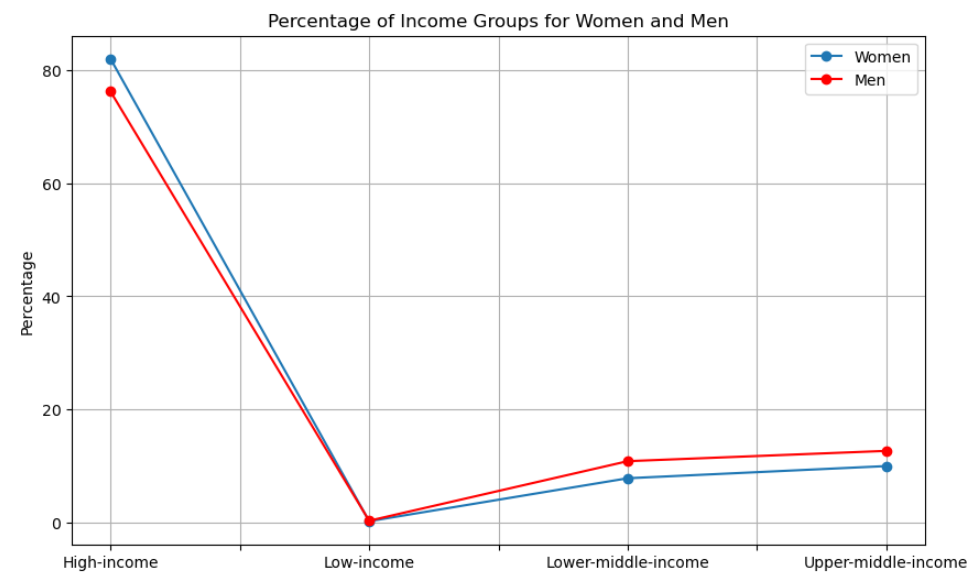 Percentage of Income Groups for Women and Men
Women
Men
80
60
40
20
0
Percentage
High-income
Low-income
Lower-middle-income
Upper-middle-income